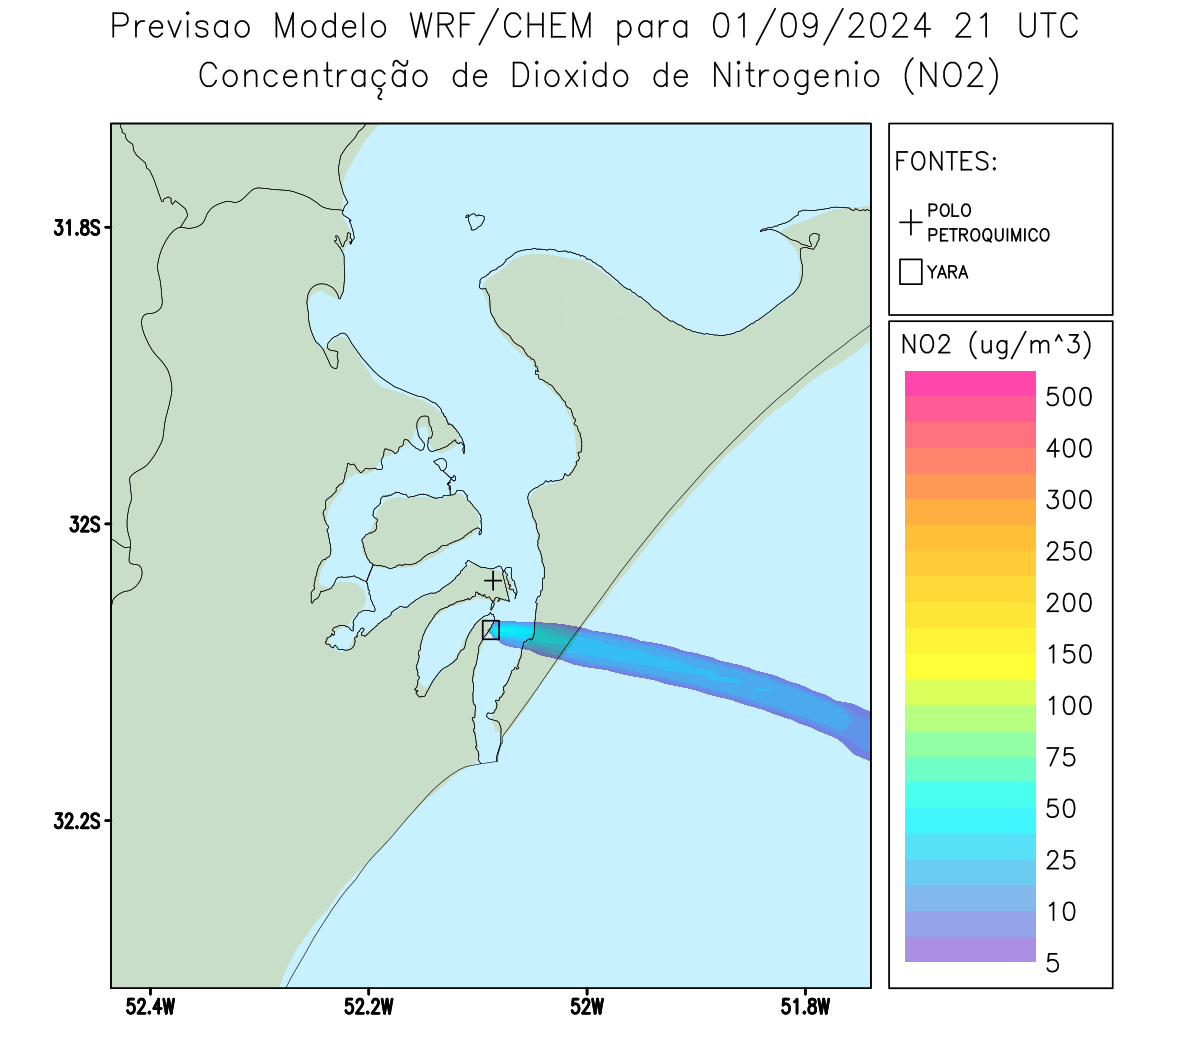 Previsao Modelo WRF/CHEM para 01/09/2024 21 UTC
Concentração de Dioxido de Nitrogenio (NO2)
FONTES:
POLO
PETROQUIMICO
YARA
NO2 (ug/m^3)
500
400
300
250
200
150
100
75
50
25
10
5
31.8S
32S
32.2S
52.4W
52.2W
52W
51.8W